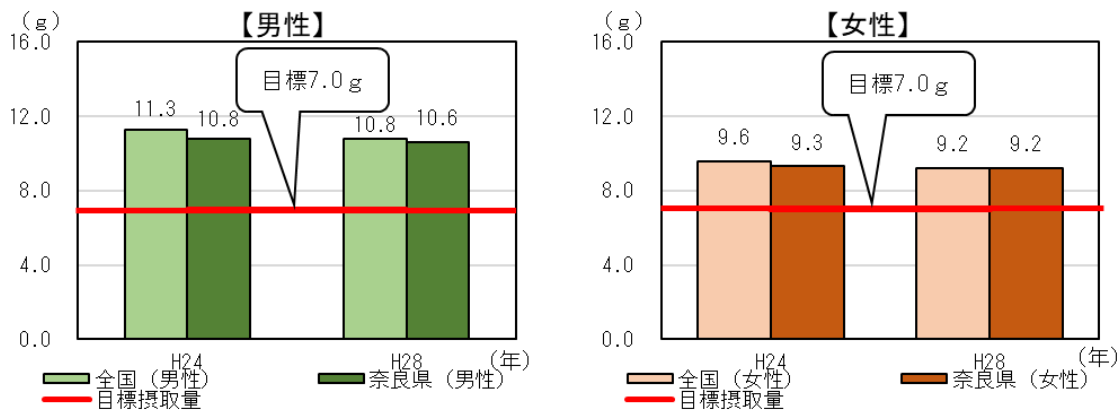 【男性】
(g)
16.0
12.0
8.0
4.0
0.0
目標7.0g
11.3
10.8
10.8
10.6
H24
H28
(年)
全国（男性）
奈良県（男性）
目標摂取量
【女性】
(g)
16.0
12.0
8.0
4.0
0.0
目標7.0g
9.6
9.3
9.2
9.2
H24
H28
(年)
全国（女性）
奈良県（女性）
目標摂取量